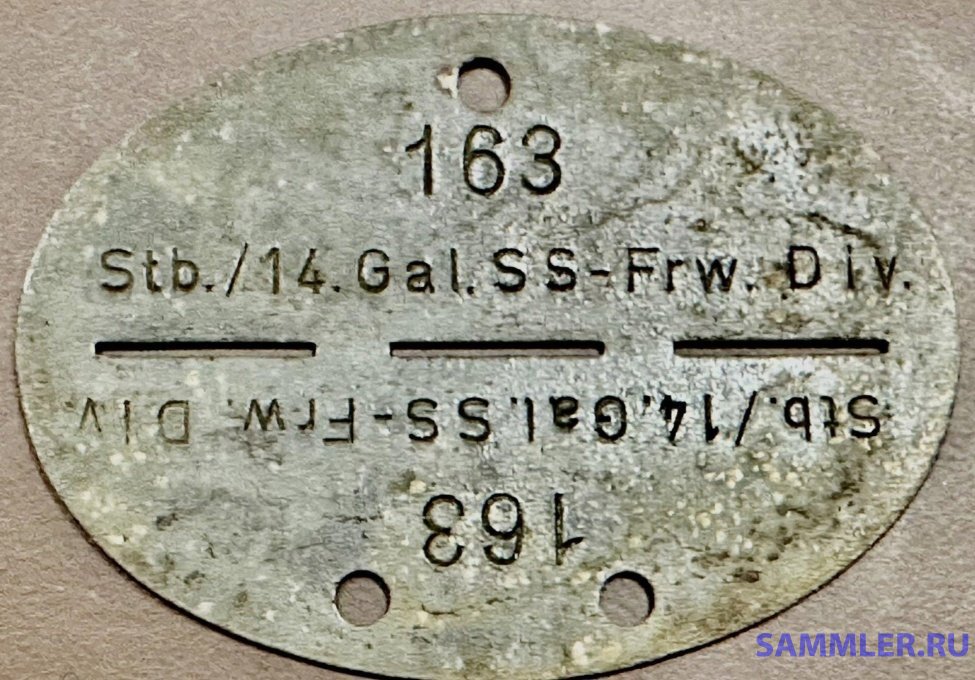 163
Stb./14.Gal.SS-Frw. Div.
Stb./14.Gal.SS-Frw. Div.
163
SAMMLER.RU